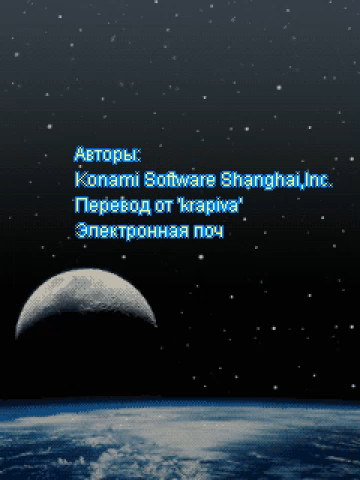 Авторы:
Konami Software Shanghai,Inc.
Перевод от 'krapiva'
Электронная поч